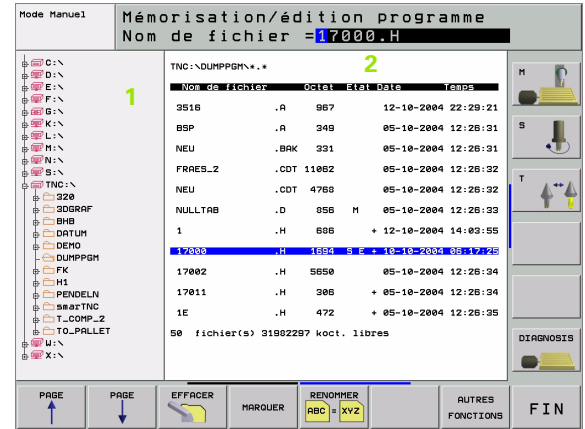 Mode Manuel
Mémorisation/édition programme
Nom de fichier =17000.H
C:\
D:\
E:\
F:\
G:\
K:\
L:\
M:\
N:\
S:\
TNC:\
320
3DGRAF
BHB
DATUM
DEMO
DUMPPGM
FK
H1
PENDELN
smarTNC
T_COMP_2
TO_PALLET
W:\
X:\
1
TNC:\DUMPPGM\*.*
2
Nom de fichier Octet Etat Date Temps
3516 .A 967 12-10-2004 22:29:21
BSP .A 349 05-10-2004 12:26:31
NEU .BAK 331 05-10-2004 12:26:31
FRAES_2 .CDT 11062 05-10-2004 12:26:32
NEU .CDT 4768 05-10-2004 12:26:32
NULLTAB .D 856 M 05-10-2004 12:26:33
1 .H 686 + 12-10-2004 14:03:55
17000 .H 1694 S E + 10-10-2004 06:17:25
17002 .H 5650 05-10-2004 12:26:34
17011 .H 306 + 05-10-2004 12:26:34
1E .H 472 + 05-10-2004 12:26:35
50 fichier(s) 31982297 koct. libres
M
S
T
DIAGNOSIS
PAGE
PAGE
EFFACER
MARQUER
RENOMMER
ABC = XYZ
AUTRES
FONCTIONS
FIN